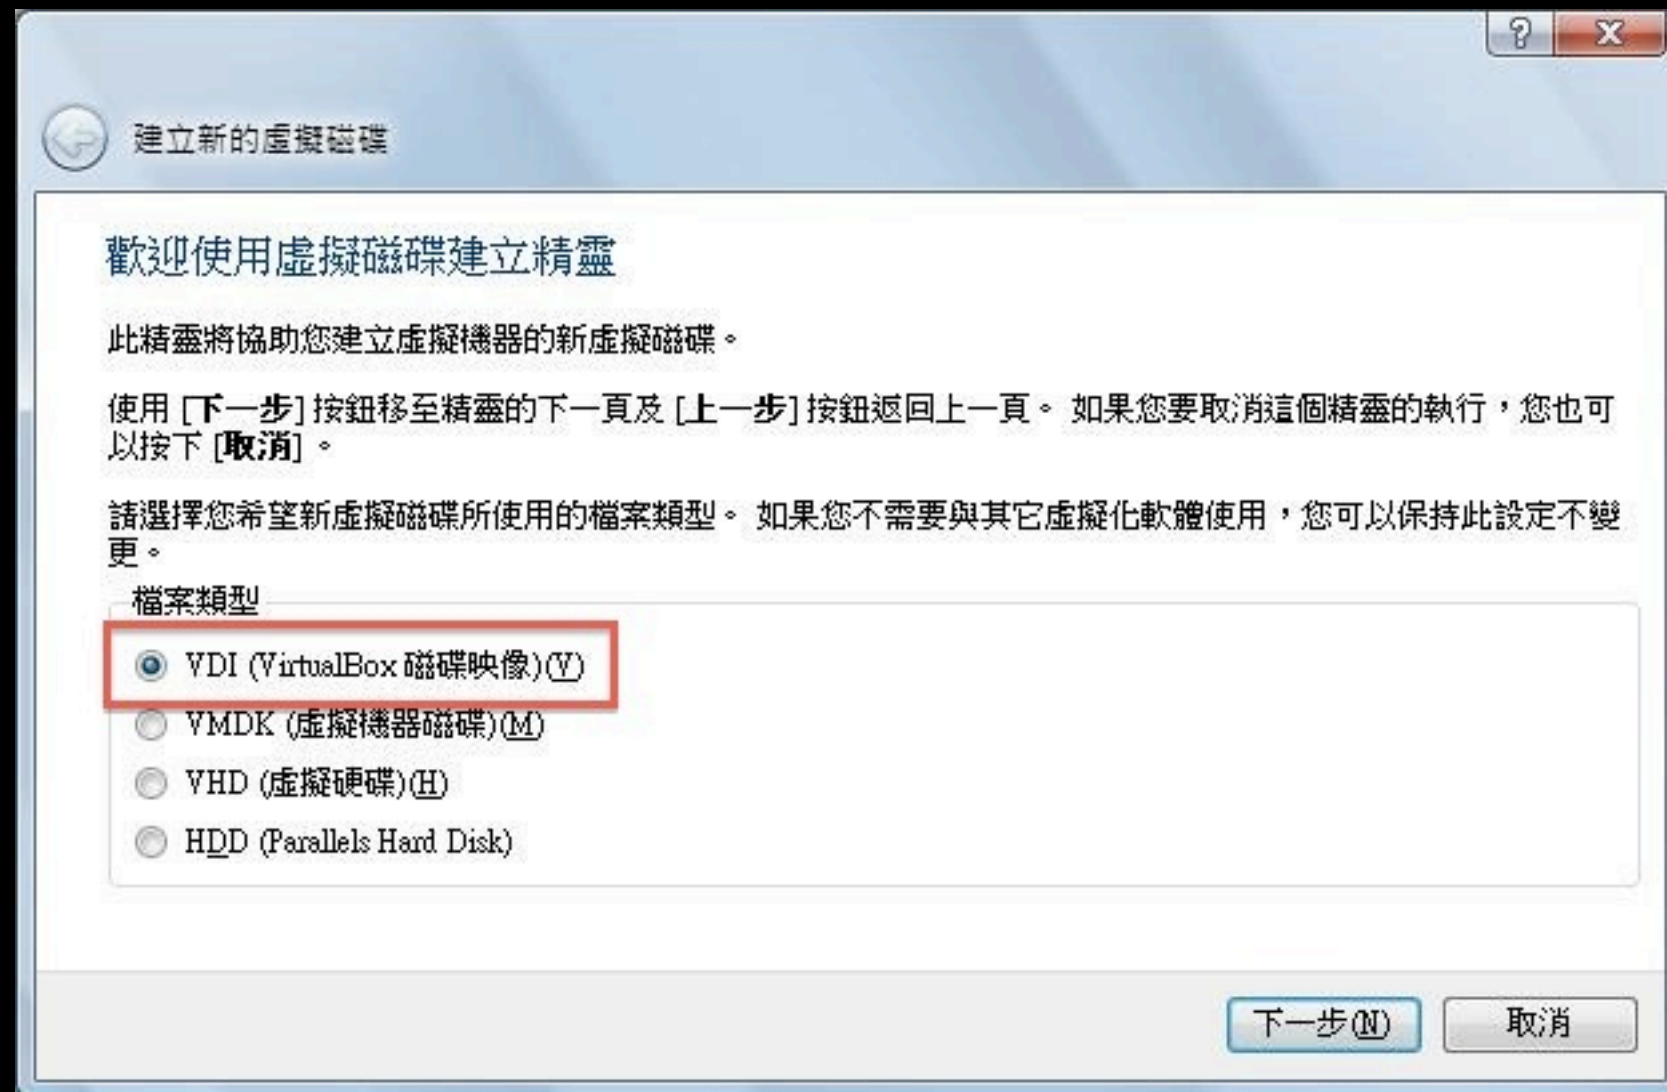 建立新的虛擬磁碟
歡迎使用虛擬磁碟建立精靈
此精靈將協助您建立虛擬機器的新虛擬磁碟。
使用 [下一步] 按鈕移至精靈的下一頁及 [上一步] 按鈕返回上一頁。 如果您要取消這個精靈的執行，您也可
以按下 [取消]。
請選擇您希望新虛擬磁碟所使用的檔案類型。 如果您不需要與其它虛擬化軟體使用，您可以保持此設定不變
更。
檔案類型
VDI (VirtualBox 磁碟映像)(V)
VMDK (虛擬機器磁碟)(M)
VHD (虛擬硬碟)(H)
HDD (Parallels Hard Disk)
下一步(N) 取消